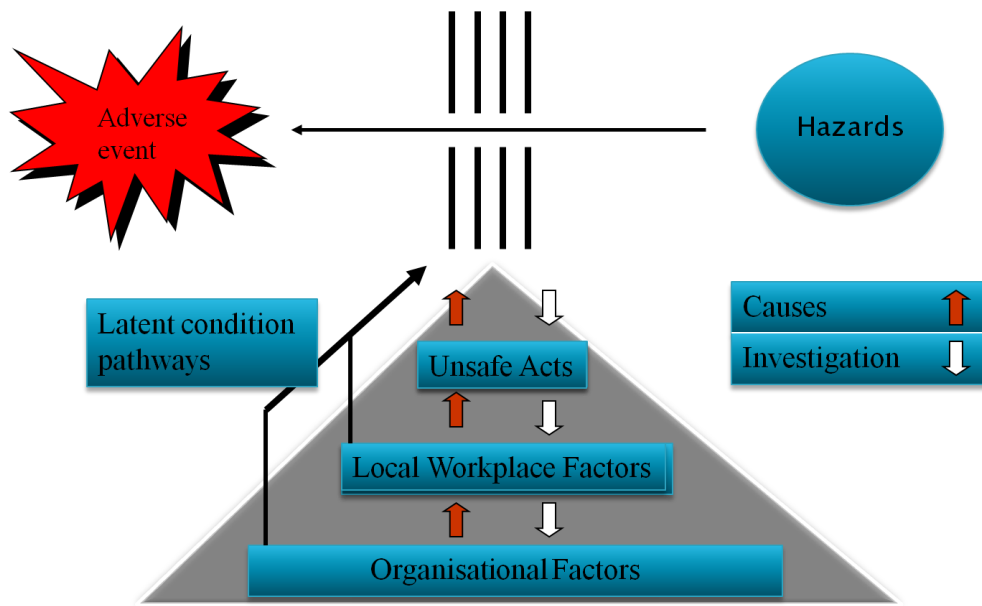 Adverse
event
Hazards
Latent condition
pathways
Causes
Investigation
Unsafe Acts
Local Workplace Factors
Organisational Factors